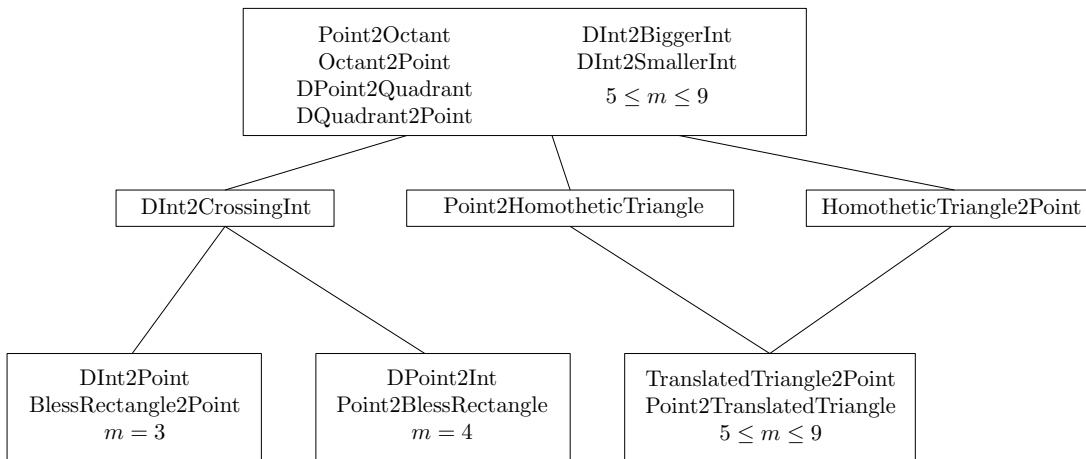 Point2Octant
Octant2Point
DPoint2Quadrant
DQuadrant2Point
DInt2BiggerInt
DInt2SmallerInt
5 ≤ m ≤ 9
DInt2CrossingInt
Point2HomotheticTriangle
HomotheticTriangle2Point
DInt2Point
BlessRectangle2Point
m = 3
DPoint2Int
Point2BlessRectangle
m = 4
TranslatedTriangle2Point
Point2TranslatedTriangle
5 ≤ m ≤ 9